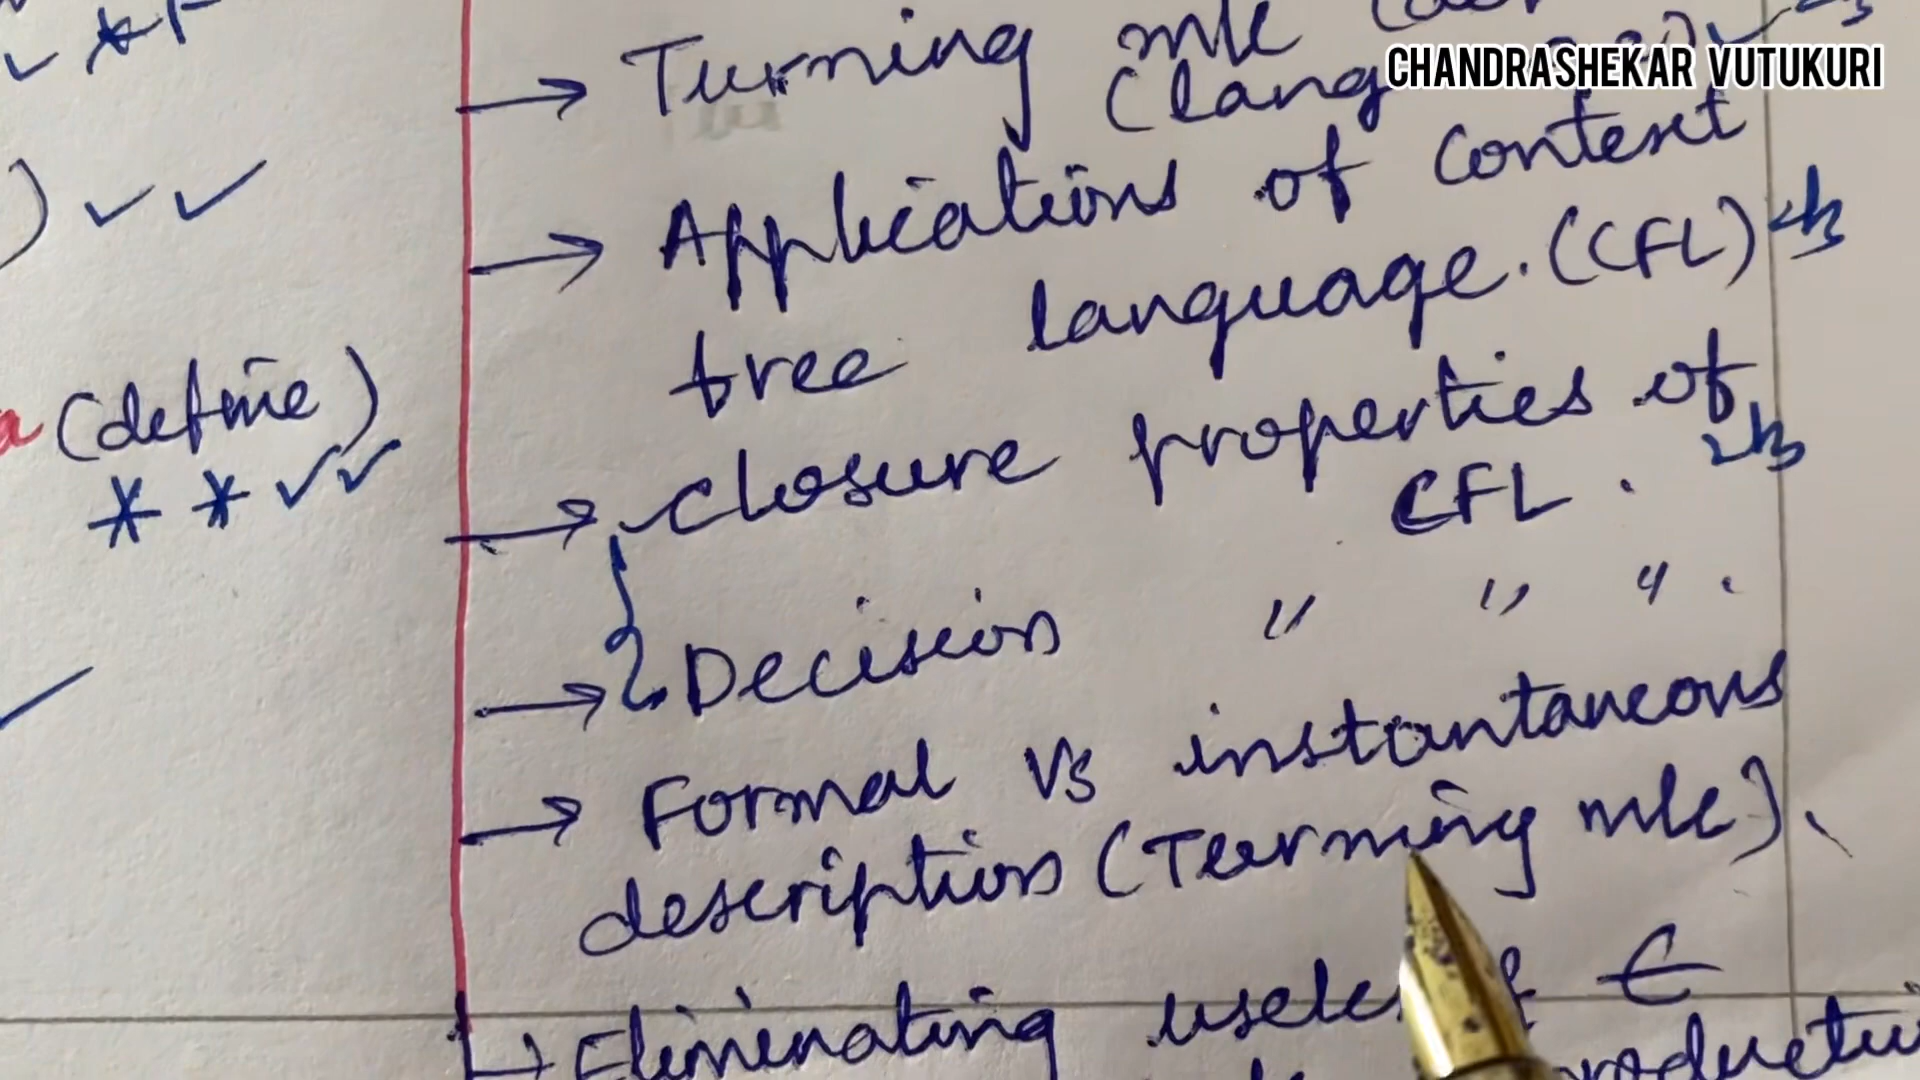 CHANDRASHEKAR VUTUKURI
→ Turning m/c
(lang
→ Applications of Context
free language. (CFL)
→ closure properties of
CFL.
→ Decision " " " .
→ Formal Vs instantaneous
description (Turning m/c).
Eliminating useless & Є
(define)
* * ✓✓